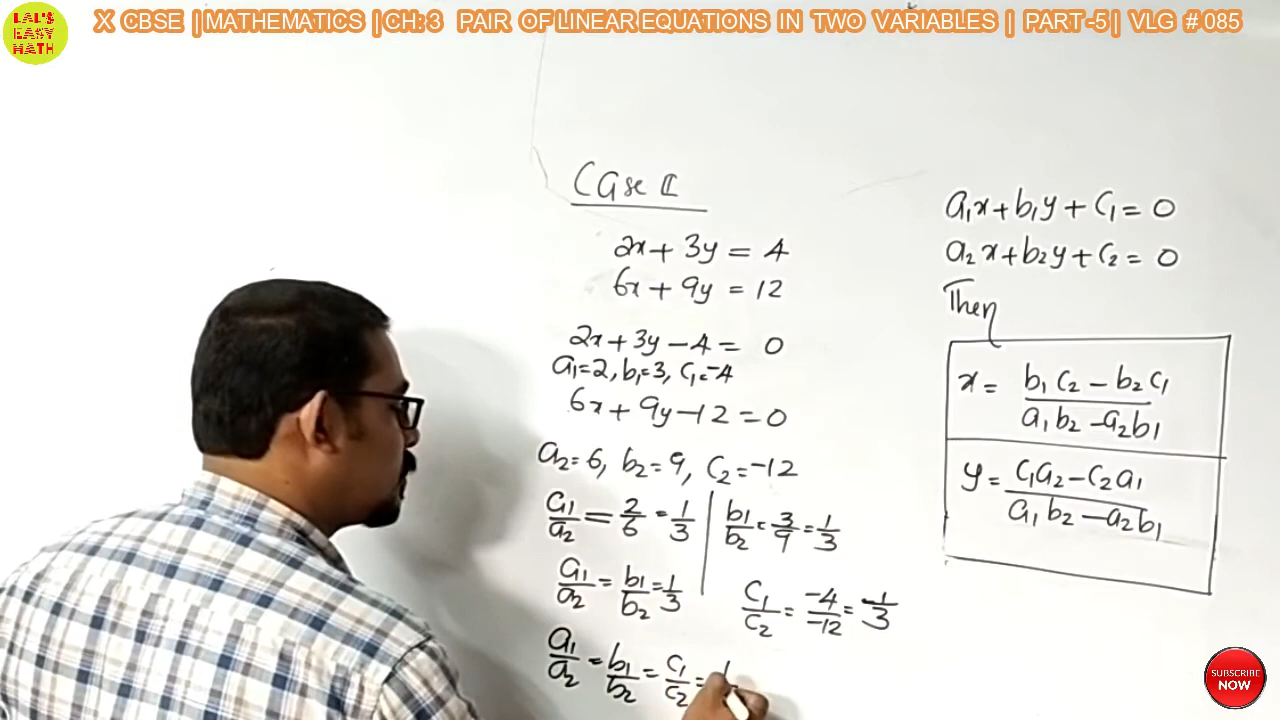 LAL'S
EASY
MATH
X CBSE | MATHEMATICS | CH: 3 PAIR OF LINEAR EQUATIONS IN TWO VARIABLES | PART -5 | VLG # 085
Case II
2x + 3y = 4
6x + 9y = 12
2x + 3y - 4 = 0
a₁=2, b₁=3, c₁=-4
6x + 9y - 12 = 0
a₂=6, b₂=9, c₂=-12
a₁/a₂ = 2/6 = 1/3 | b₁/b₂ = 3/9 = 1/3
a₁/a₂ = b₁/b₂ = 1/3
c₁/c₂ = -4/-12 = 1/3
a₁/a₂ = b₁/b₂ = c₁/c₂ = 1
a₁x + b₁y + c₁ = 0
a₂x + b₂y + c₂ = 0
Then
x = b₁c₂ - b₂c₁ / a₁b₂ - a₂b₁
y = c₁a₂ - c₂a₁ / a₁b₂ - a₂b₁
SUBSCRIBE
NOW